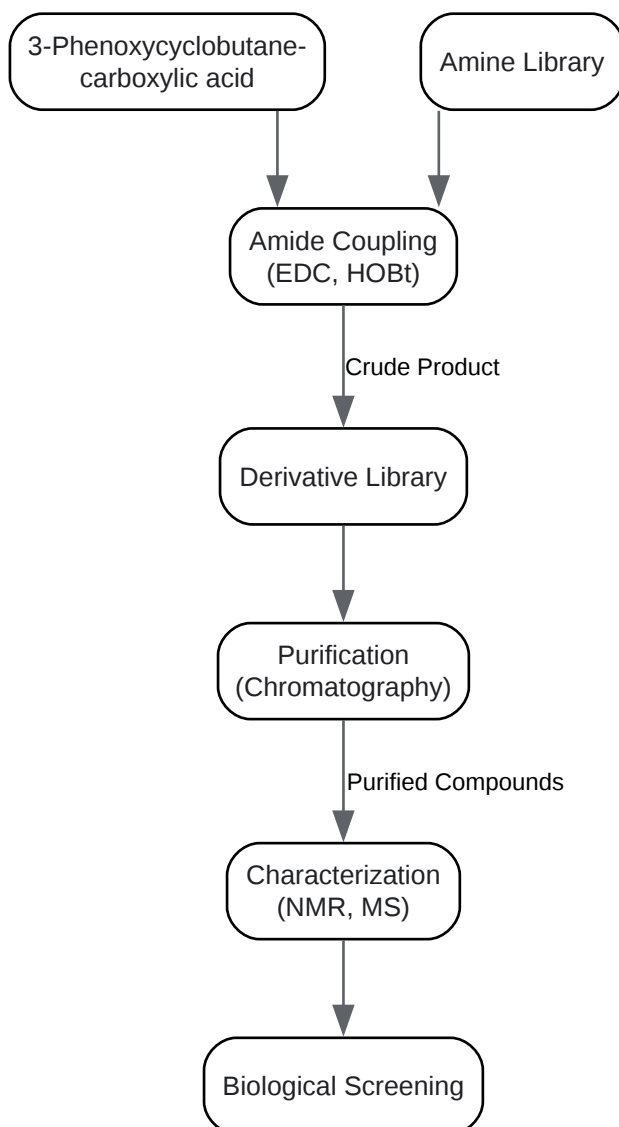 3-Phenoxycyclobutane-
carboxylic acid
Amine Library
Amide Coupling
(EDC, HOBt)
Crude Product
Derivative Library
Purification
(Chromatography)
Purified Compounds
Characterization
(NMR, MS)
Biological Screening